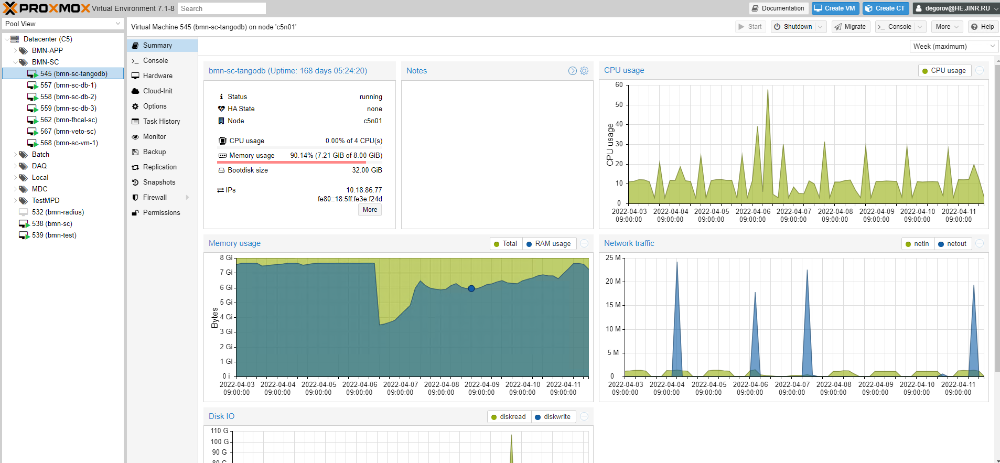 PROXMOX Virtual Environment 7.1-8 Search Documentation Create VM Create CT degorov@HE.JINR.RU
Pool View
Virtual Machine 545 (bmn-sc-tangodb) on node 'c5n01' Start Shutdown Migrate Console More Help
Datacenter (C5)
BMN-APP
BMN-SC
545 (bmn-sc-tangodb)
557 (bmn-sc-db-1)
558 (bmn-sc-db-2)
559 (bmn-sc-db-3)
562 (bmn-fhcal-sc)
567 (bmn-veto-sc)
568 (bmn-sc-vm-1)
Batch
DAQ
Local
MDC
TestMPD
532 (bmn-radius)
538 (bmn-sc)
539 (bmn-test)
Summary
Console
Hardware
Cloud-Init
Options
Task History
Monitor
Backup
Replication
Snapshots
Firewall
Permissions
Week (maximum)
bmn-sc-tangodb (Uptime: 168 days 05:24:20)
Status running
HA State none
Node c5n01
CPU usage 0.00% of 4 CPU(s)
Memory usage 90.14% (7.21 GiB of 8.00 GiB)
Bootdisk size 32.00 GiB
IPs 10.18.86.77
fe80::18:5ff:fe3e:f24d
More
Notes
CPU usage
CPU usage
60
50
40
30
20
10
0
CPU usage
2022-04-03 2022-04-04 2022-04-05 2022-04-06 2022-04-07 2022-04-08 2022-04-09 2022-04-10 2022-04-11
09:00:00 09:00:00 09:00:00 09:00:00 09:00:00 09:00:00 09:00:00 09:00:00 09:00:00
Memory usage
Total RAM usage
8 Gi
7 Gi
6 Gi
5 Gi
4 Gi
3 Gi
2 Gi
1 Gi
0 i
Bytes
2022-04-03 2022-04-04 2022-04-05 2022-04-06 2022-04-07 2022-04-08 2022-04-09 2022-04-10 2022-04-11
09:00:00 09:00:00 09:00:00 09:00:00 09:00:00 09:00:00 09:00:00 09:00:00 09:00:00
Network traffic
netin netout
25 M
20 M
15 M
10 M
5 M
0
2022-04-03 2022-04-04 2022-04-05 2022-04-06 2022-04-07 2022-04-08 2022-04-09 2022-04-10 2022-04-11
09:00:00 09:00:00 09:00:00 09:00:00 09:00:00 09:00:00 09:00:00 09:00:00 09:00:00
Disk IO
diskread diskwrite
110 G
100 G
90 G
80 G